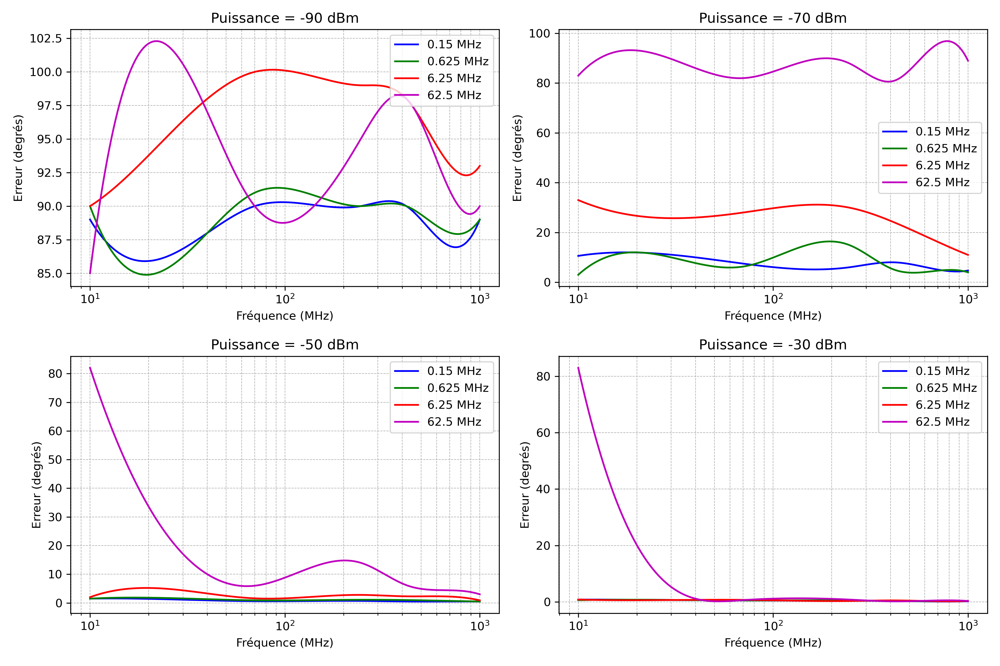 Puissance = -90 dBm
102.5
100.0
97.5
95.0
92.5
90.0
87.5
85.0
Erreur (degrés)
0.15 MHz
0.625 MHz
6.25 MHz
62.5 MHz
10¹ 10² 10³
Fréquence (MHz)
Puissance = -70 dBm
100
80
60
40
20
0
Erreur (degrés)
0.15 MHz
0.625 MHz
6.25 MHz
62.5 MHz
10¹ 10² 10³
Fréquence (MHz)
Puissance = -50 dBm
80
70
60
50
40
30
20
10
0
Erreur (degrés)
0.15 MHz
0.625 MHz
6.25 MHz
62.5 MHz
10¹ 10² 10³
Fréquence (MHz)
Puissance = -30 dBm
80
60
40
20
0
Erreur (degrés)
0.15 MHz
0.625 MHz
6.25 MHz
62.5 MHz
10¹ 10² 10³
Fréquence (MHz)